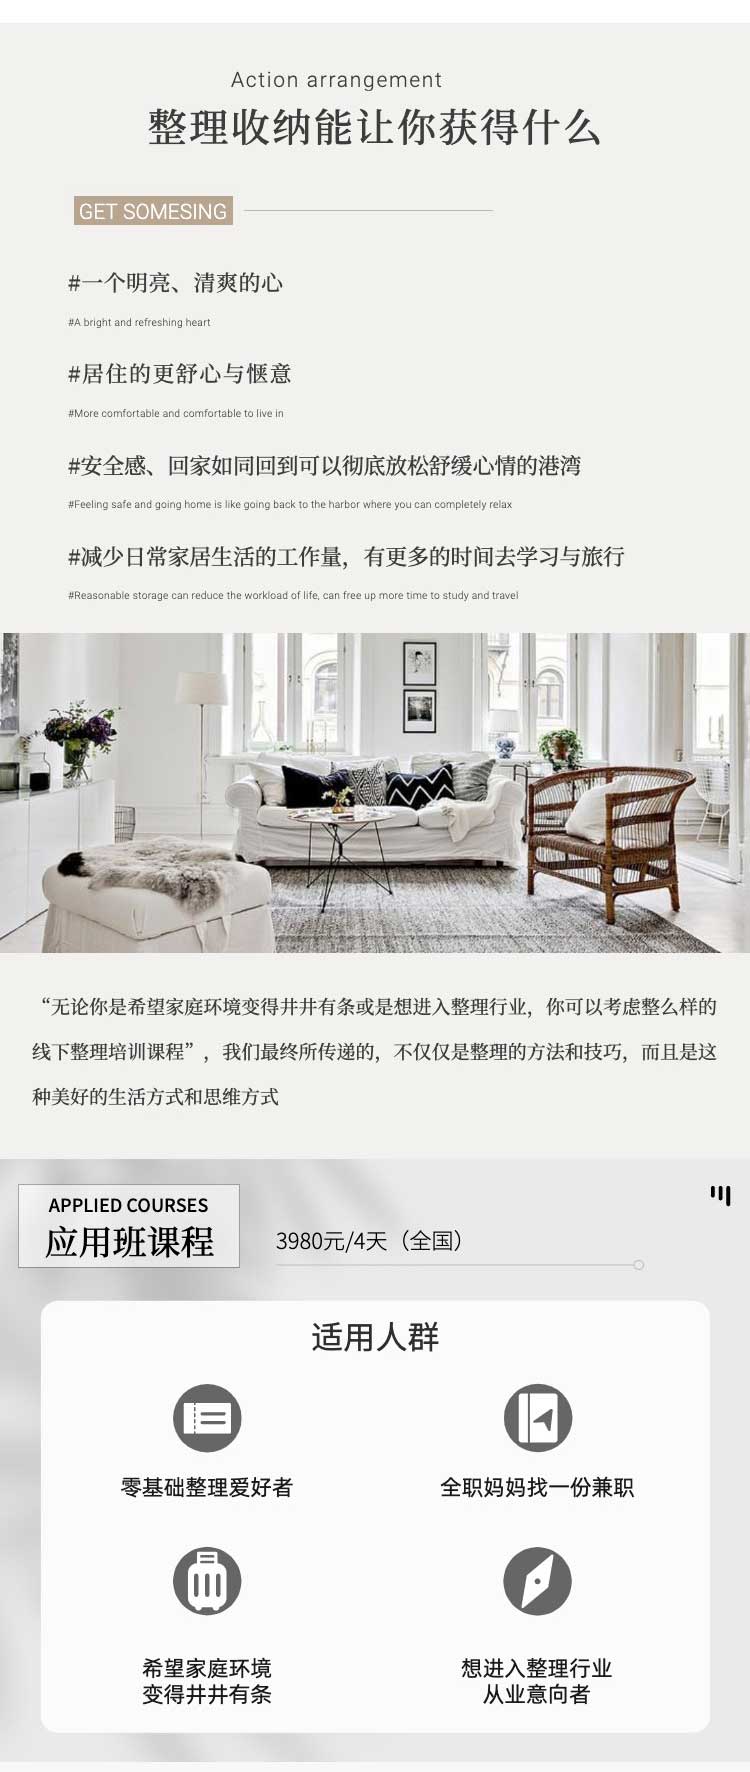 Action arrangement
整理收纳能让你获得什么
GET SOMESING
#一个明亮、清爽的心
#A bright and refreshing heart
#居住的更舒心与惬意
#More comfortable and comfortable to live in
#安全感、回家如同回到可以彻底放松舒缓心情的港湾
#Feeling safe and going home is like going back to the harbor where you can completely relax
#减少日常家居生活的工作量，有更多的时间去学习与旅行
#Reasonable storage can reduce the workload of life, can free up more time to study and travel
“无论你是希望家庭环境变得井井有条或是想进入整理行业，你可以考虑整么样的
线下整理培训课程”，我们最终所传递的，不仅仅是整理的方法和技巧，而且是这
种美好的生活方式和思维方式
APPLIED COURSES
应用班课程
3980元/4天（全国）
适用人群
零基础整理爱好者
全职妈妈找一份兼职
希望家庭环境
变得井井有条
想进入整理行业
从业意向者